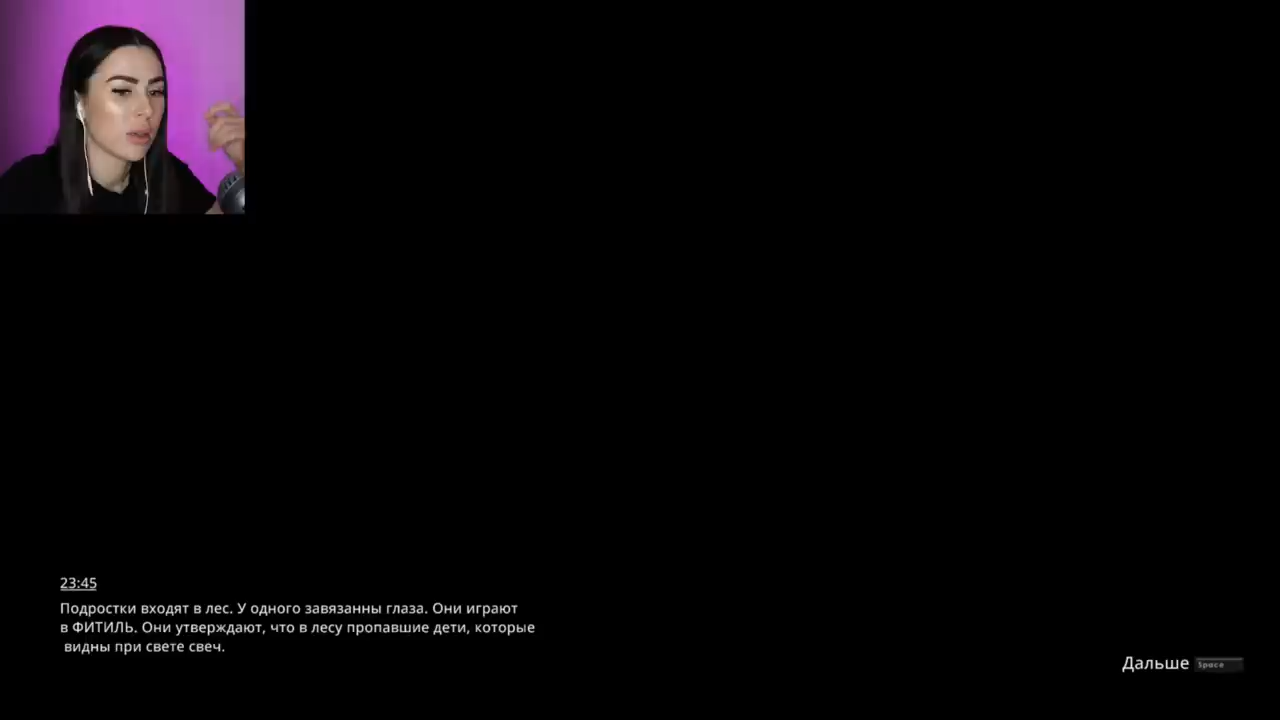 23:45
Подростки входят в лес. У одного завязанны глаза. Они играют
в ФИТИЛЬ. Они утверждают, что в лесу пропавшие дети, которые
видны при свете свеч.
Дальше Space